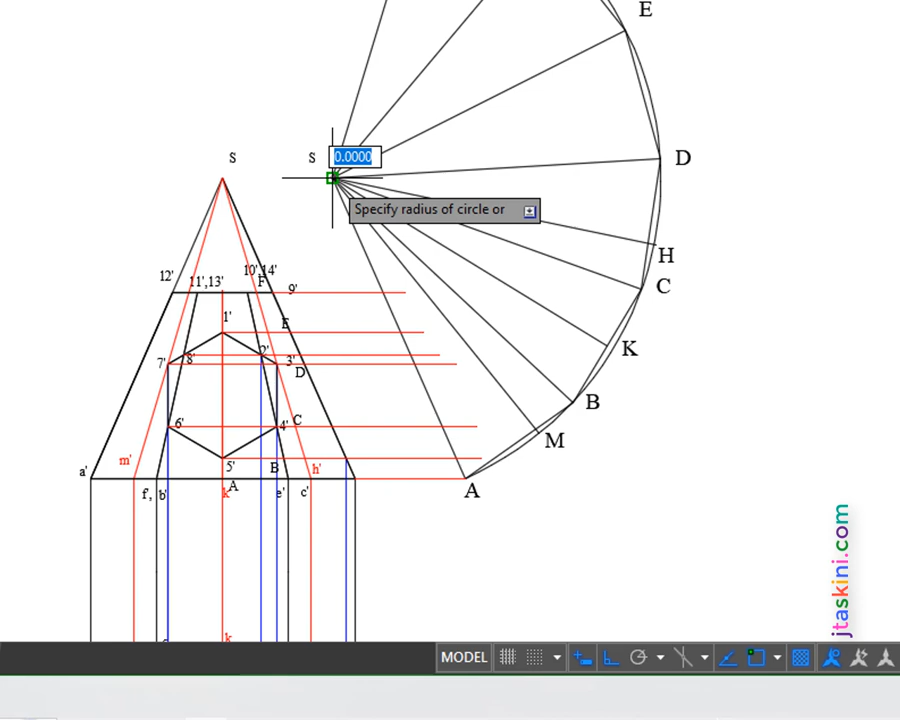 E
D
S
S
0.0000
Specify radius of circle or
H
C
K
B
M
A
12'
11',13'
10',14'
F
9'
1'
E
2'
7'
8'
3'
D
6'
4'
C
5'
B
A
a'
m'
h'
f', b'
k
e'
c'
k
jtaskini.com
MODEL